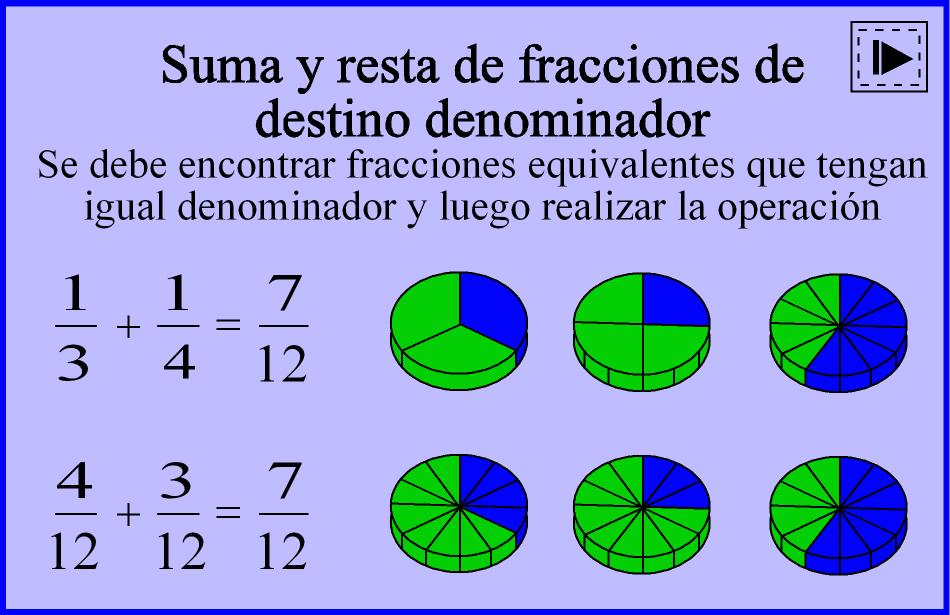 Suma y resta de fracciones de
destino denominador
Se debe encontrar fracciones equivalentes que tengan
igual denominador y luego realizar la operación
1/3 + 1/4 = 7/12
4/12 + 3/12 = 7/12